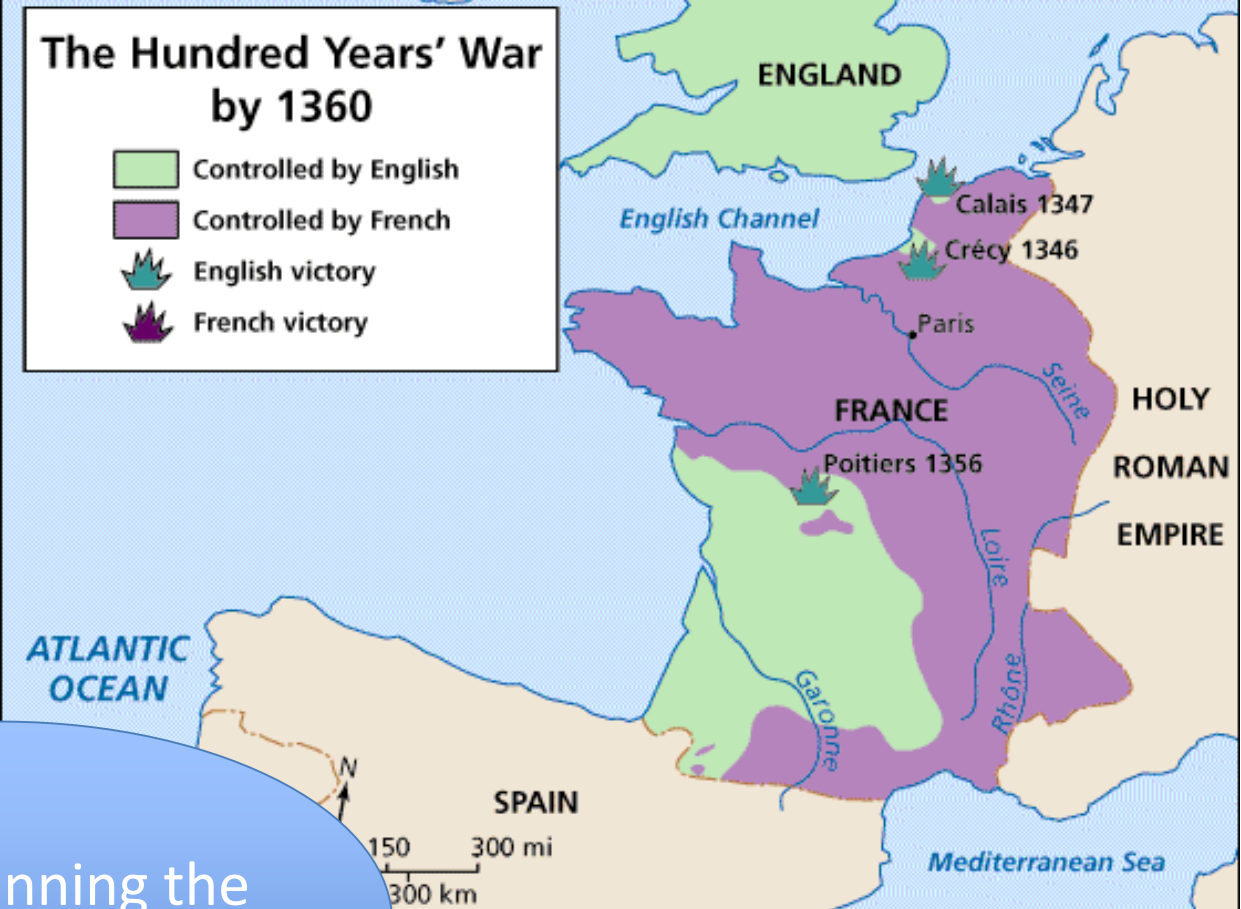 The Hundred Years’ War
by 1360
Controlled by English
Controlled by French
English victory
French victory
ENGLAND
English Channel
Calais 1347
Crécy 1346
Paris
Seine
FRANCE
HOLY
ROMAN
EMPIRE
Poitiers 1356
Loire
Rhône
Garonne
ATLANTIC
OCEAN
N
SPAIN
150 300 mi
300 km
Mediterranean Sea
nning the